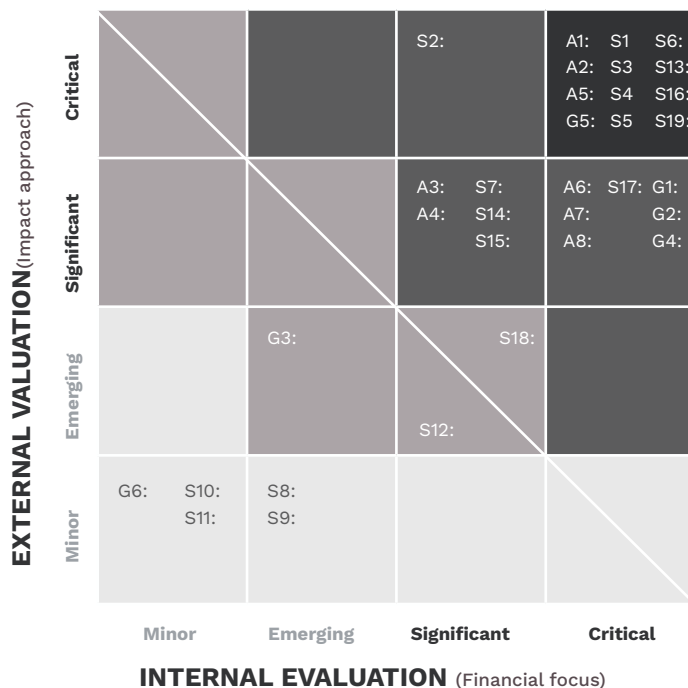 EXTERNAL VALUATION (Impact approach)
Critical
Significant
Emerging
Minor
S2:
A1: S1 S6:
A2: S3 S13:
A5: S4 S16:
G5: S5 S19:
A3: S7:
A4: S14:
S15:
A6: S17: G1:
A7: G2:
A8: G4:
G3:
S18:
S12:
G6: S10:
S11:
S8:
S9:
Minor Emerging Significant Critical
INTERNAL EVALUATION (Financial focus)